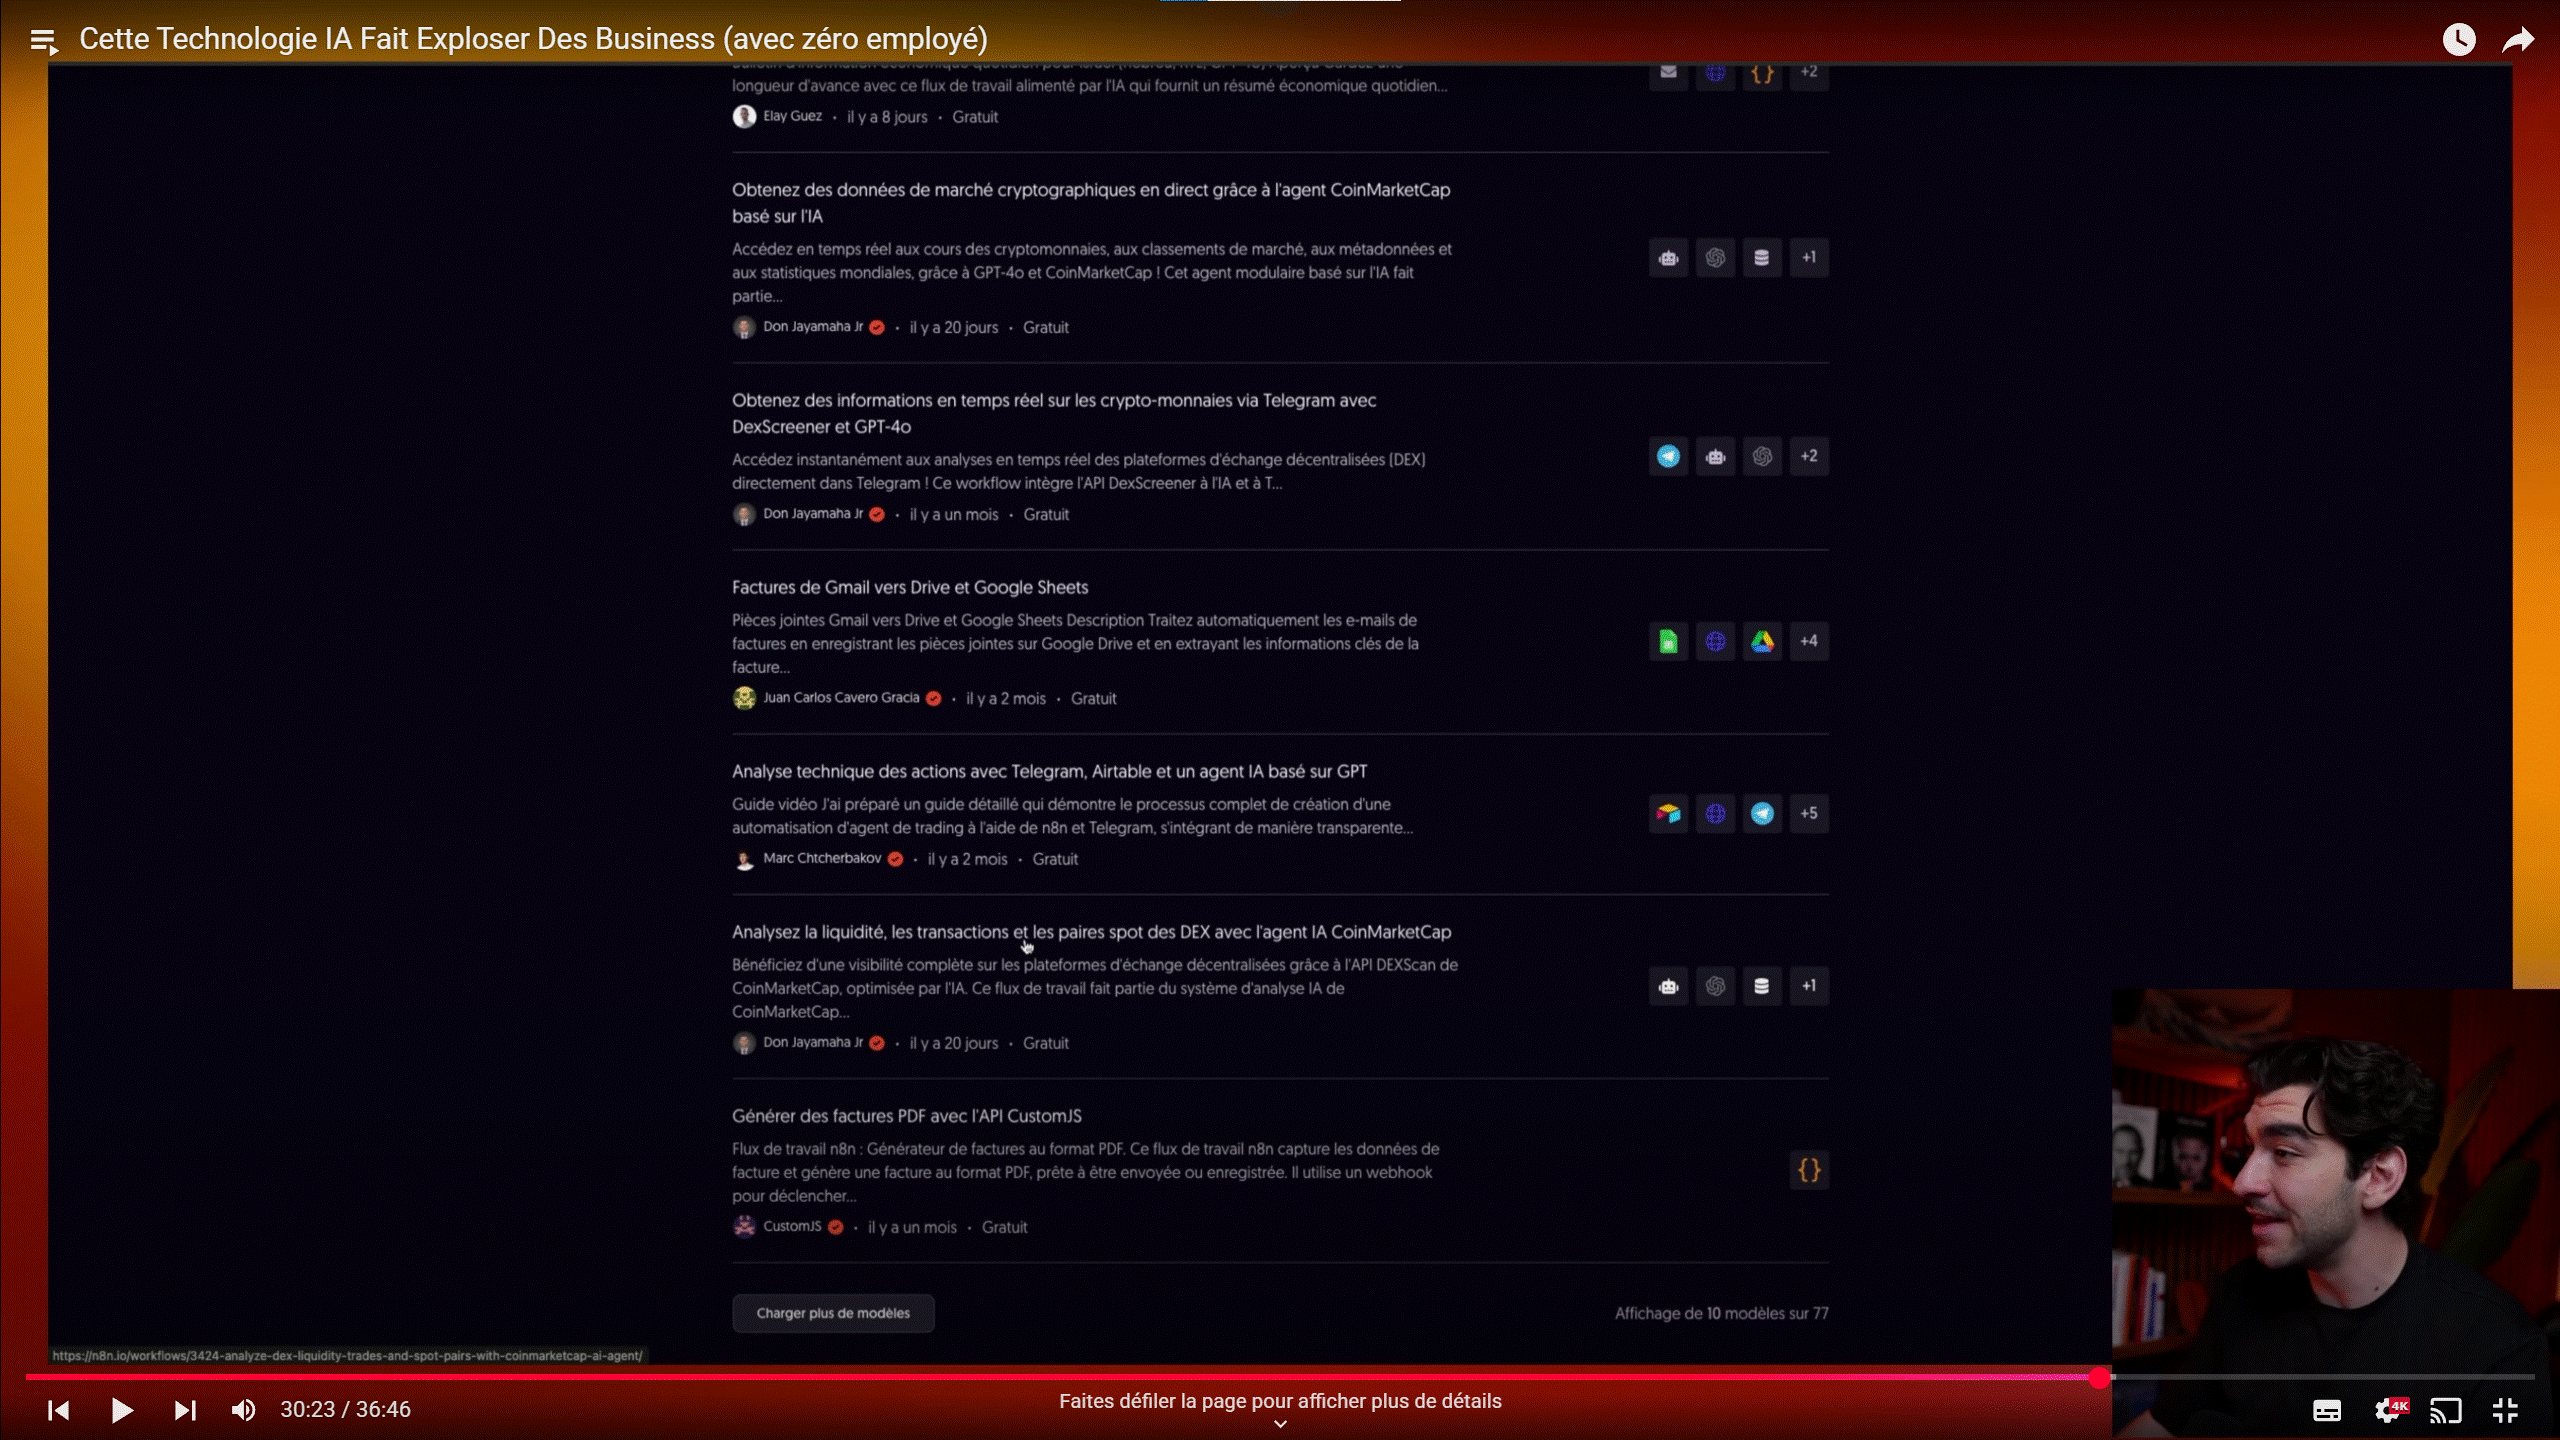 Cette Technologie IA Fait Exploser Des Business (avec zéro employé)
longueur d'avance avec ce flux de travail alimenté par l'IA qui fournit un résumé économique quotidien...
+2
Elay Guez • il y a 8 jours • Gratuit
Obtenez des données de marché cryptographiques en direct grâce à l'agent CoinMarketCap
basé sur l'IA
Accédez en temps réel aux cours des cryptomonnaies, aux classements de marché, aux métadonnées et
aux statistiques mondiales, grâce à GPT-4o et CoinMarketCap ! Cet agent modulaire basé sur l'IA fait
partie...
+1
Don Jayamaha Jr • il y a 20 jours • Gratuit
Obtenez des informations en temps réel sur les crypto-monnaies via Telegram avec
DexScreener et GPT-4o
Accédez instantanément aux analyses en temps réel des plateformes d'échange décentralisées (DEX)
directement dans Telegram ! Ce workflow intègre l'API DexScreener à l'IA et à T...
+2
Don Jayamaha Jr • il y a un mois • Gratuit
Factures de Gmail vers Drive et Google Sheets
Pièces jointes Gmail vers Drive et Google Sheets Description Traitez automatiquement les e-mails de
factures en enregistrant les pièces jointes sur Google Drive et en extrayant les informations clés de la
facture...
+4
Juan Carlos Cavero Gracia • il y a 2 mois • Gratuit
Analyse technique des actions avec Telegram, Airtable et un agent IA basé sur GPT
Guide vidéo J'ai préparé un guide détaillé qui démontre le processus complet de création d'une
automatisation d'agent de trading à l'aide de n8n et Telegram, s'intégrant de manière transparente...
+5
Marc Chtcherbakov • il y a 2 mois • Gratuit
Analysez la liquidité, les transactions et les paires spot des DEX avec l'agent IA CoinMarketCap
Bénéficiez d'une visibilité complète sur les plateformes d'échange décentralisées grâce à l'API DEXScan de
CoinMarketCap, optimisée par l'IA. Ce flux de travail fait partie du système d'analyse IA de
CoinMarketCap...
+1
Don Jayamaha Jr • il y a 20 jours • Gratuit
Générer des factures PDF avec l'API CustomJS
Flux de travail n8n : Générateur de factures au format PDF. Ce flux de travail n8n capture les données de
facture et génère une facture au format PDF, prête à être envoyée ou enregistrée. Il utilise un webhook
pour déclencher...
CustomJS • il y a un mois • Gratuit
Charger plus de modèles
Affichage de 10 modèles sur 77
https://n8n.io/workflows/3424-analyze-dex-liquidity-trades-and-spot-pairs-with-coinmarketcap-ai-agent/
30:23 / 36:46
Faites défiler la page pour afficher plus de détails
4K